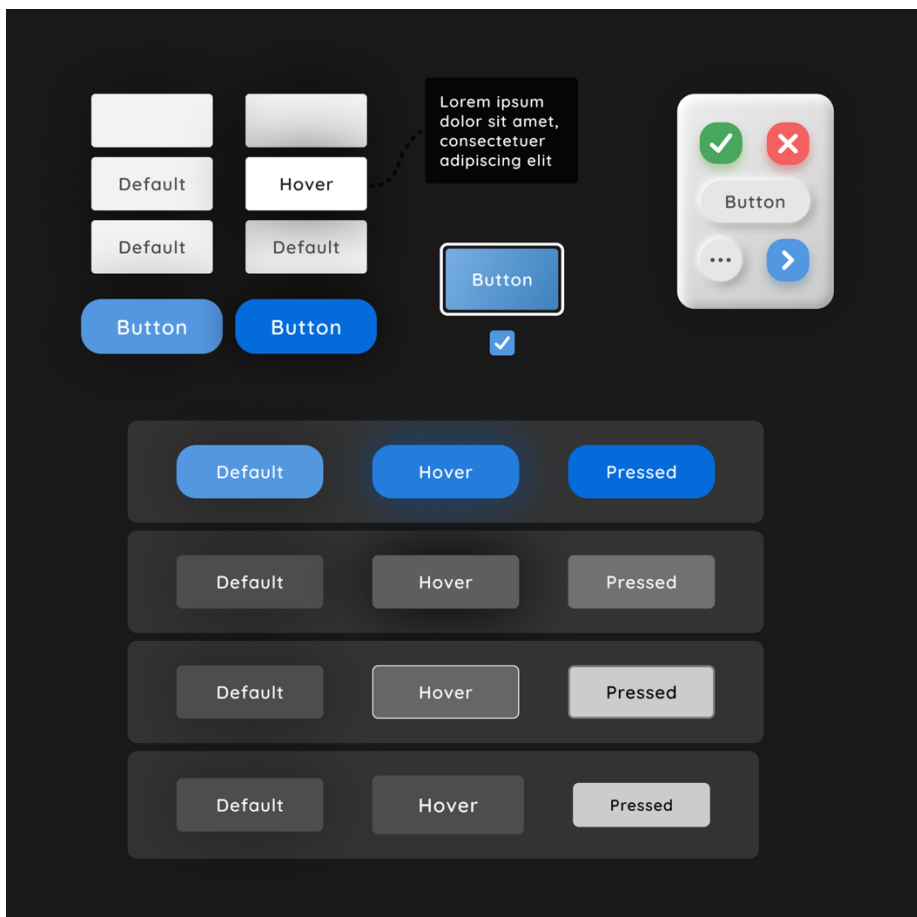 Lorem ipsum
dolor sit amet,
consectetuer
adipiscing elit
Default
Hover
Default
Default
Button
Button
Button
Button
Default
Hover
Pressed
Default
Hover
Pressed
Default
Hover
Pressed
Default
Hover
Pressed